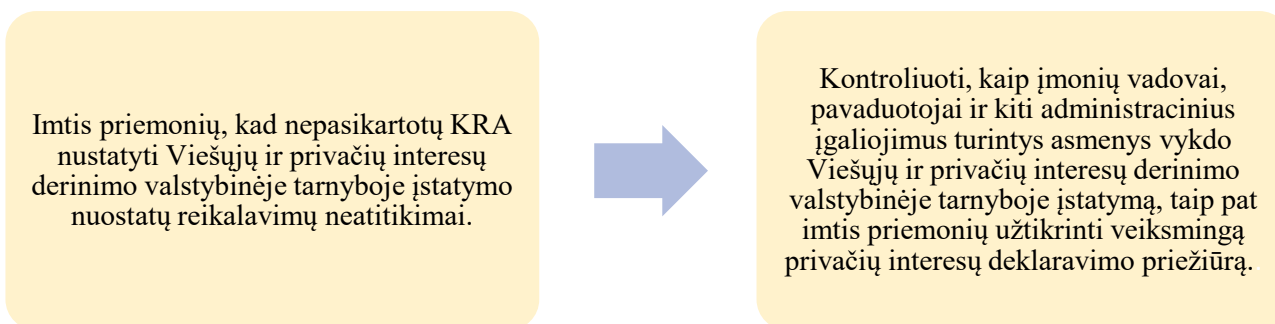 Imtis priemonių, kad nepasikartotų KRA
nustatyti Viešųjų ir privačių interesų
derinimo valstybinėje tarnyboje įstatymo
nuostatų reikalavimų neatitikimai.
Kontroliuoti, kaip įmonių vadovai,
pavaduotojai ir kiti administracinius
įgaliojimus turintys asmenys vykdo
Viešųjų ir privačių interesų derinimo
valstybinėje tarnyboje įstatymą, taip pat
imtis priemonių užtikrinti veiksmingą
privačių interesų deklaravimo priežiūrą.